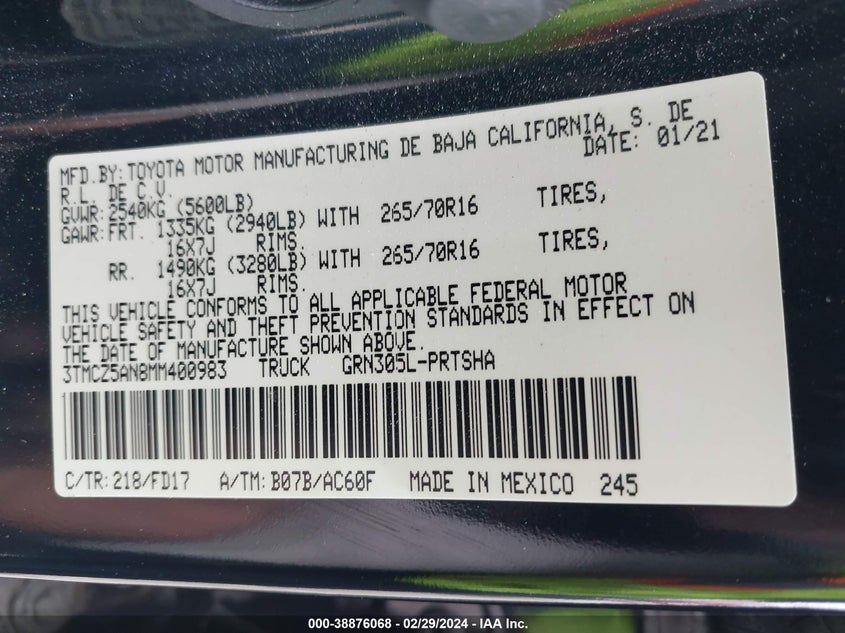 MFD.BY:TOYOTA MOTOR MANUFACTURING DE BAJA CALIFORNIA, S. DE
R.L. DE C.V. DATE: 01/21
GVWR:2540KG (5600LB)
GAWR:FRT. 1335KG (2940LB) WITH 265/70R16 TIRES,
16X7J RIMS.
RR. 1490KG (3280LB) WITH 265/70R16 TIRES,
16X7J RIMS.
THIS VEHICLE CONFORMS TO ALL APPLICABLE FEDERAL MOTOR
VEHICLE SAFETY AND THEFT PREVENTION STANDARDS IN EFFECT ON
THE DATE OF MANUFACTURE SHOWN ABOVE.
3TMCZ5AN8MM400983 TRUCK GRN305L-PRTSHA
C/TR:218/FD17 A/TM:B07B/AC60F MADE IN MEXICO 245
000-38876068 - 02/29/2024 - IAA Inc.